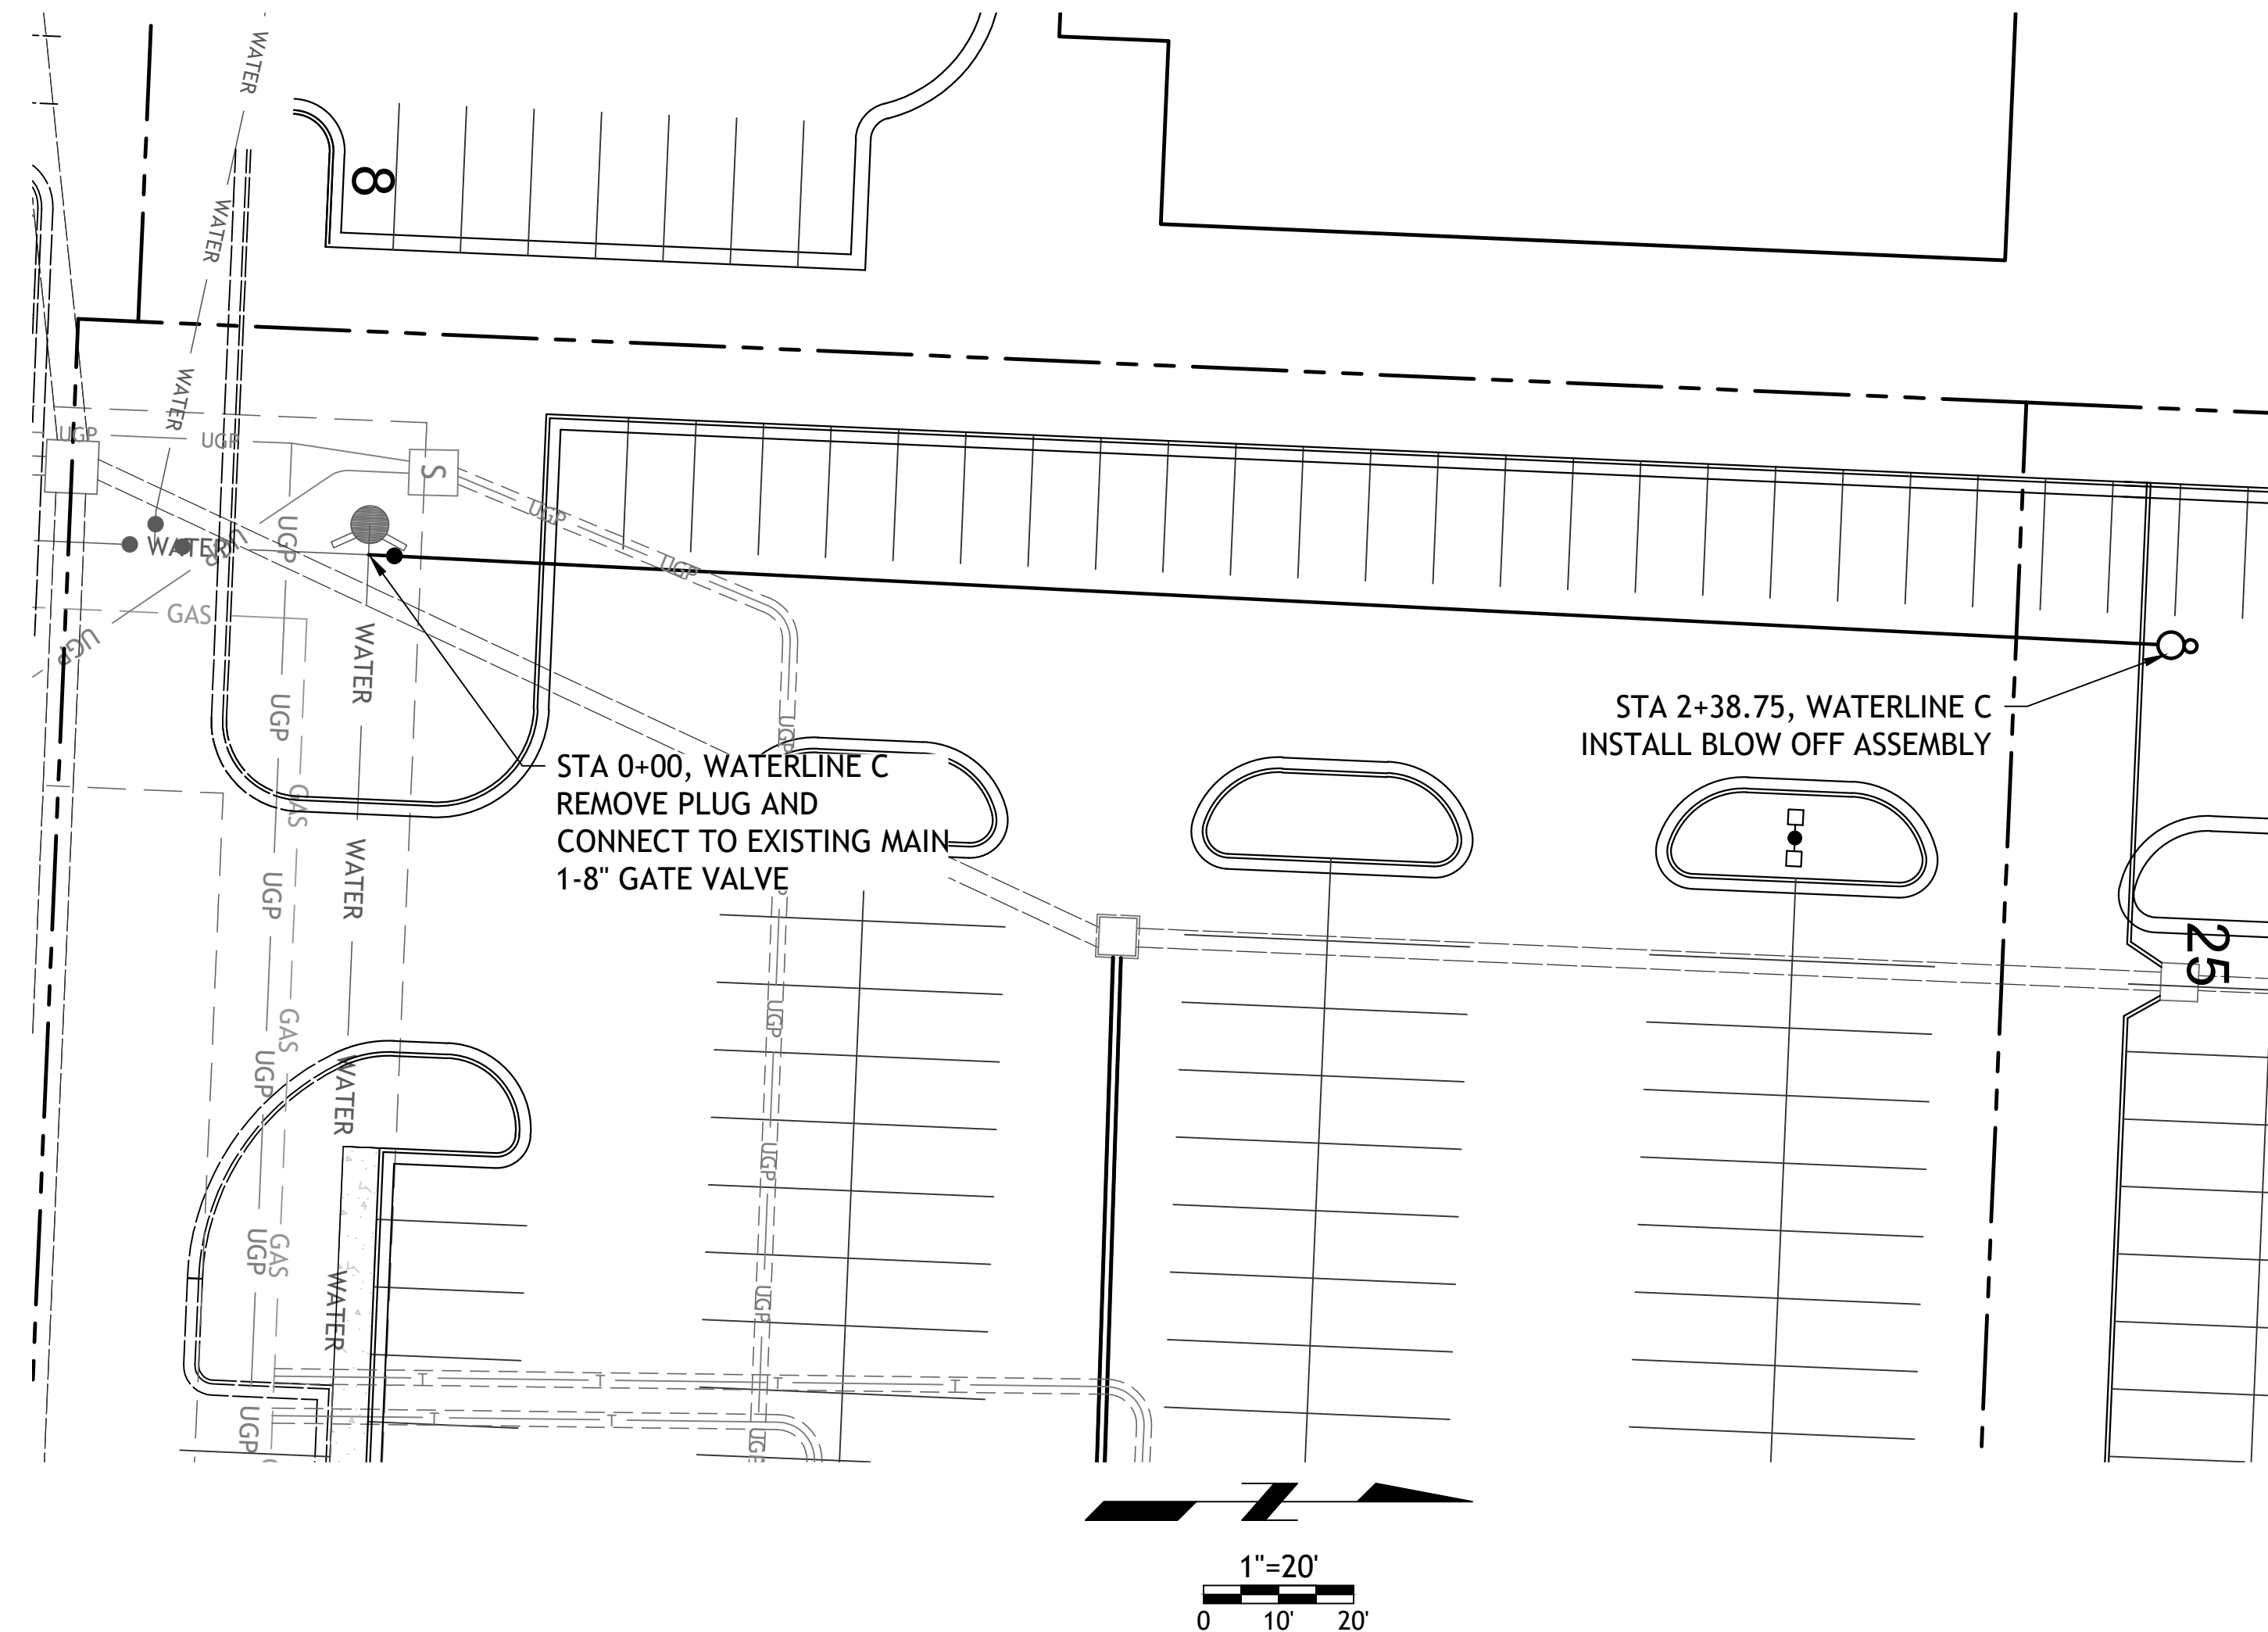 WATER
WATER
WATER
8
UGP
UGP
S
UGP
UGP
UGP
WATER
UGP
GAS
UGP
WATER
UGP
UGP
GAS
STA 0+00, WATERLINE C
REMOVE PLUG AND
CONNECT TO EXISTING MAIN
1-8" GATE VALVE
STA 2+38.75, WATERLINE C
INSTALL BLOW OFF ASSEMBLY
WATER
UGP
25
GAS
UGP
UGP
WATER
UGP
UGP
GAS
WATER
UGP
T
T
T
T
T
T
UGP
UGP
N
1"=20'
0 10' 20'